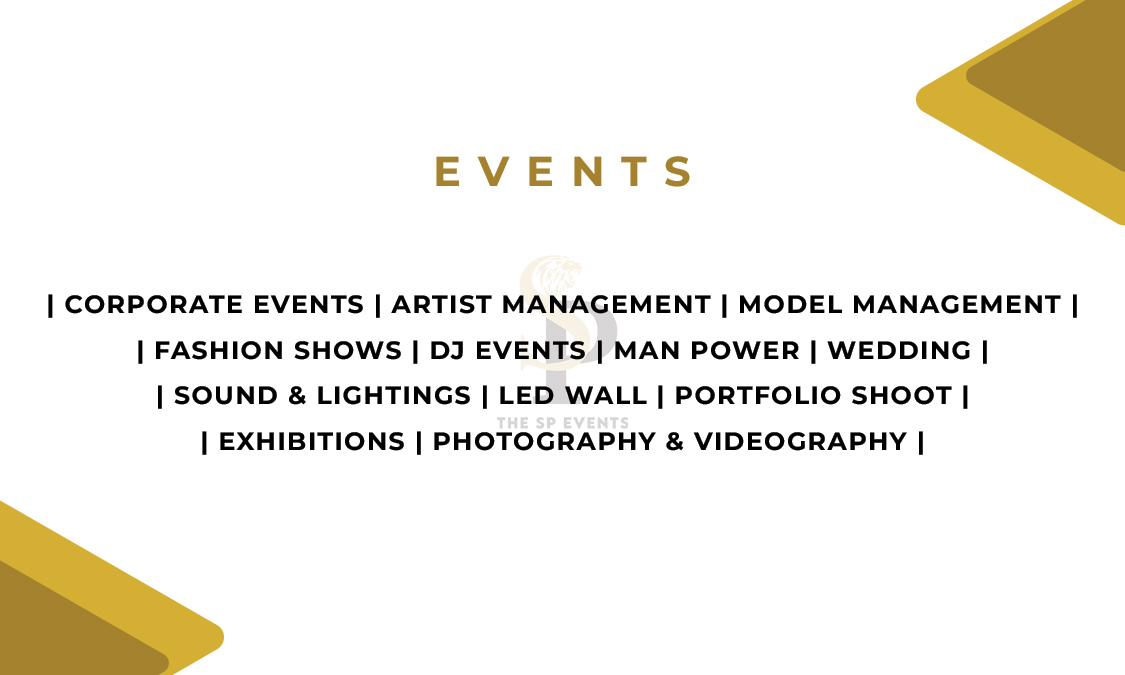 EVENTS
| CORPORATE EVENTS | ARTIST MANAGEMENT | MODEL MANAGEMENT |
| FASHION SHOWS | DJ EVENTS | MAN POWER | WEDDING |
| SOUND & LIGHTINGS | LED WALL | PORTFOLIO SHOOT |
THE SP EVENTS
| EXHIBITIONS | PHOTOGRAPHY & VIDEOGRAPHY |